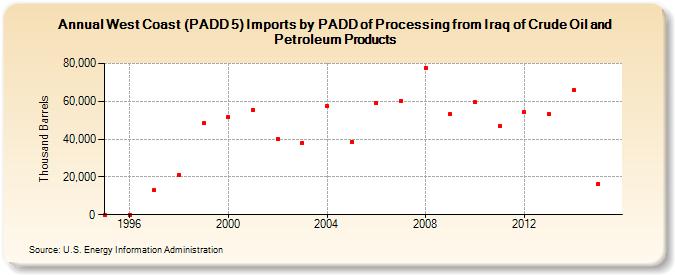 Annual West Coast (PADD 5) Imports by PADD of Processing from Iraq of Crude Oil and
Petroleum Products
Thousand Barrels
80,000
60,000
40,000
20,000
0
1996
2000
2004
2008
2012
Source: U.S. Energy Information Administration